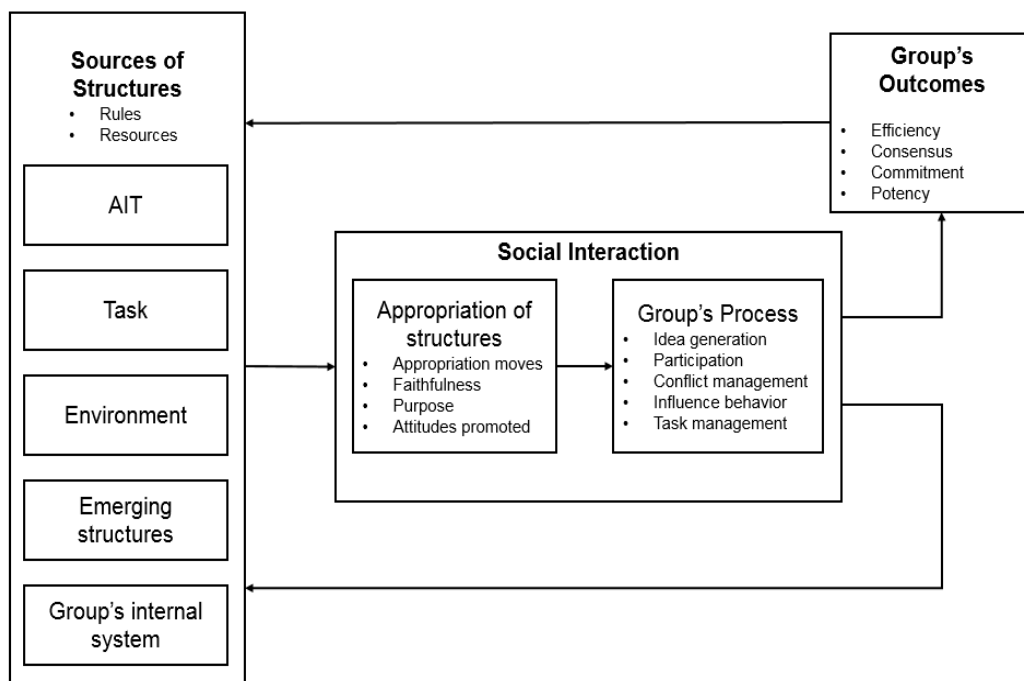 Sources of
Structures
• Rules
• Resources
AIT
Task
Environment
Emerging
structures
Group's internal
system
Social Interaction
Appropriation of
structures
• Appropriation moves
• Faithfulness
• Purpose
• Attitudes promoted
Group's Process
• Idea generation
• Participation
• Conflict management
• Influence behavior
• Task management
Group's
Outcomes
• Efficiency
• Consensus
• Commitment
• Potency